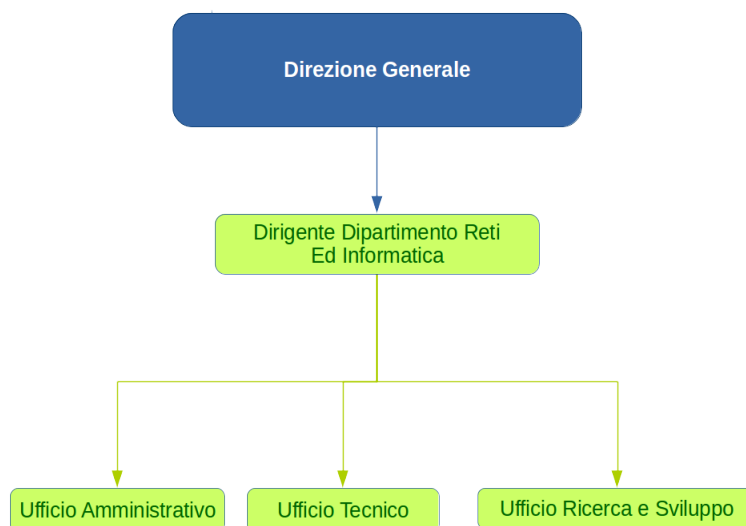 Direzione Generale
Dirigente Dipartimento Reti
Ed Informatica
Ufficio Amministrativo
Ufficio Tecnico
Ufficio Ricerca e Sviluppo